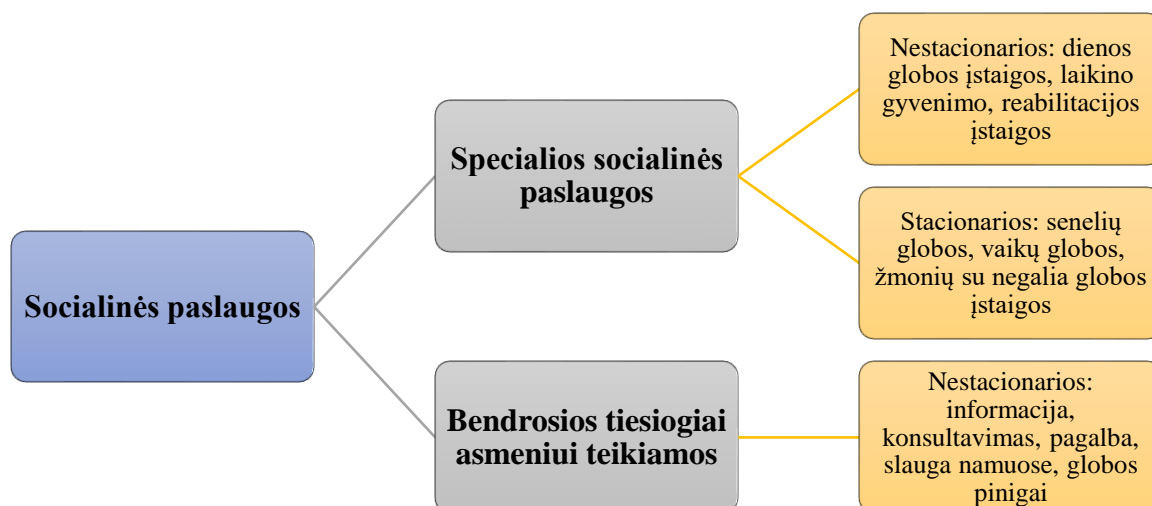 Socialinės paslaugos
Specialios socialinės
paslaugos
Nestacionarios: dienos
globos įstaigos, laikino
gyvenimo, reabilitacijos
įstaigos
Stacionarios: senelių
globos, vaikų globos,
žmonių su negalia globos
įstaigos
Bendrosios tiesiogiai
asmeniui teikiamos
Nestacionarios:
informacija,
konsultavimas, pagalba,
slauga namuose, globos
pinigai